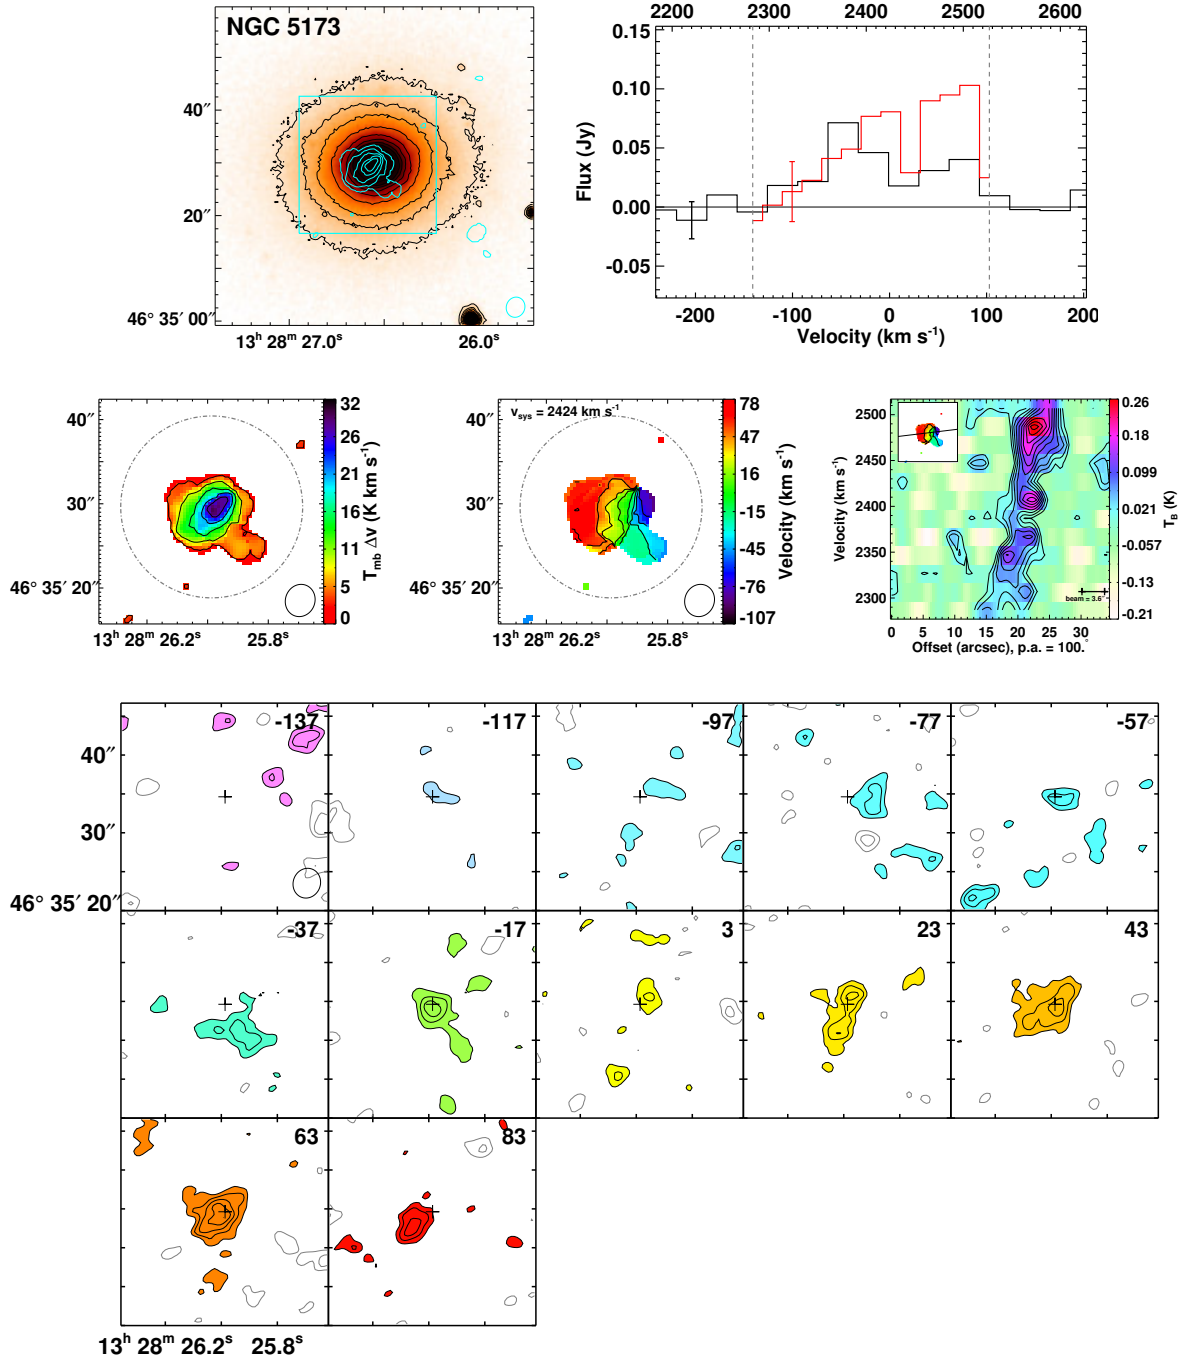 NGC 5173
40″
20″
46° 35′ 00″
13ʰ 28ᵐ 27.0ˢ 26.0ˢ
2200 2300 2400 2500 2600
0.15
0.10
0.05
0.00
-0.05
Flux (Jy)
-200 -100 0 100 200
Velocity (km s⁻¹)
40″
30″
46° 35′ 20″
13ʰ 28ᵐ 26.2ˢ 25.8ˢ
32
26
21
16
11
5
0
Tmb Δv (K km s⁻¹)
vsys = 2424 km s⁻¹
40″
30″
46° 35′ 20″
13ʰ 28ᵐ 26.2ˢ 25.8ˢ
78
47
16
-15
-45
-76
-107
Velocity (km s⁻¹)
2500
2450
2400
2350
2300
Velocity (km s⁻¹)
beam = 3.6″
0 5 10 15 20 25 30
Offset (arcsec), p.a. = 100.°
0.26
0.18
0.099
0.021
-0.057
-0.13
-0.21
TB (K)
-137 -117 -97 -77 -57
40″
30″
46° 35′ 20″
-37 -17 3 23 43
63 83
13ʰ 28ᵐ 26.2ˢ 25.8ˢ